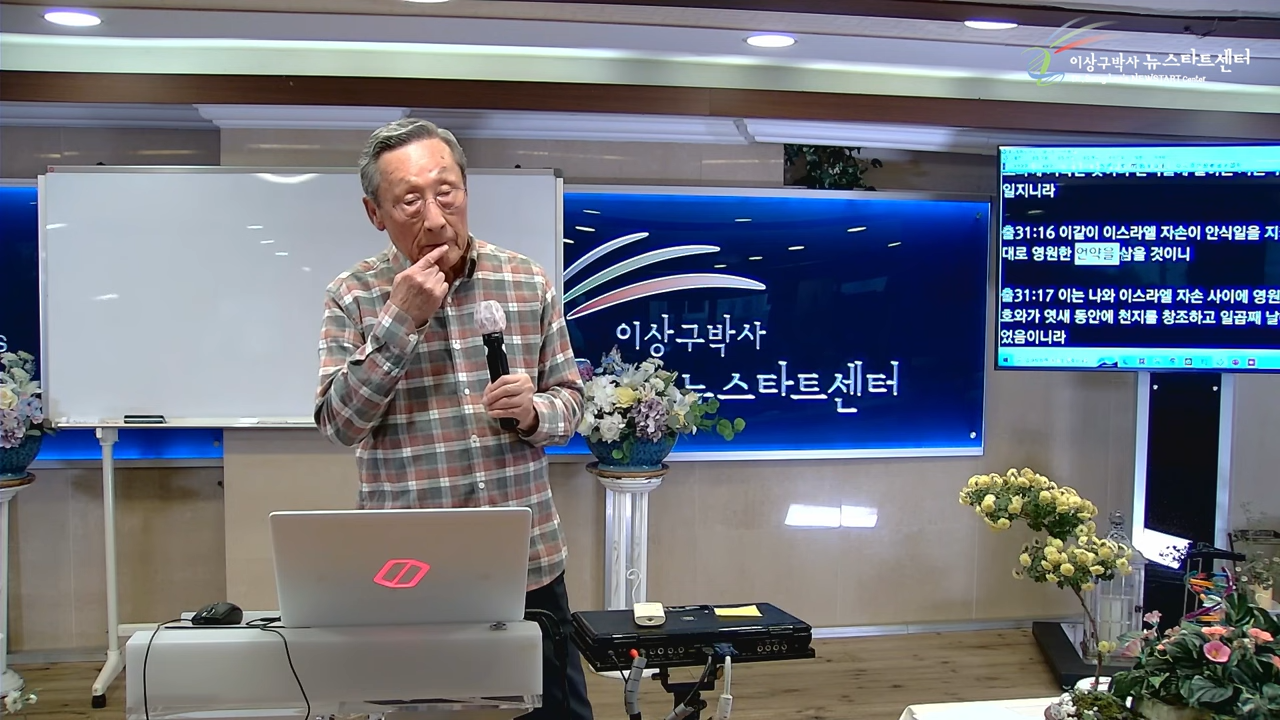 이상구박사 뉴스타트센터
Center
일지니라
출31:16 이같이 이스라엘 자손이 안식일을 지
대로 영원한 언약을 삼을 것이니
출31:17 이는 나와 이스라엘 자손 사이에 영원
호와가 엿새 동안에 천지를 창조하고 일곱째 날
었음이니라
이상구박사
뉴스타트센터